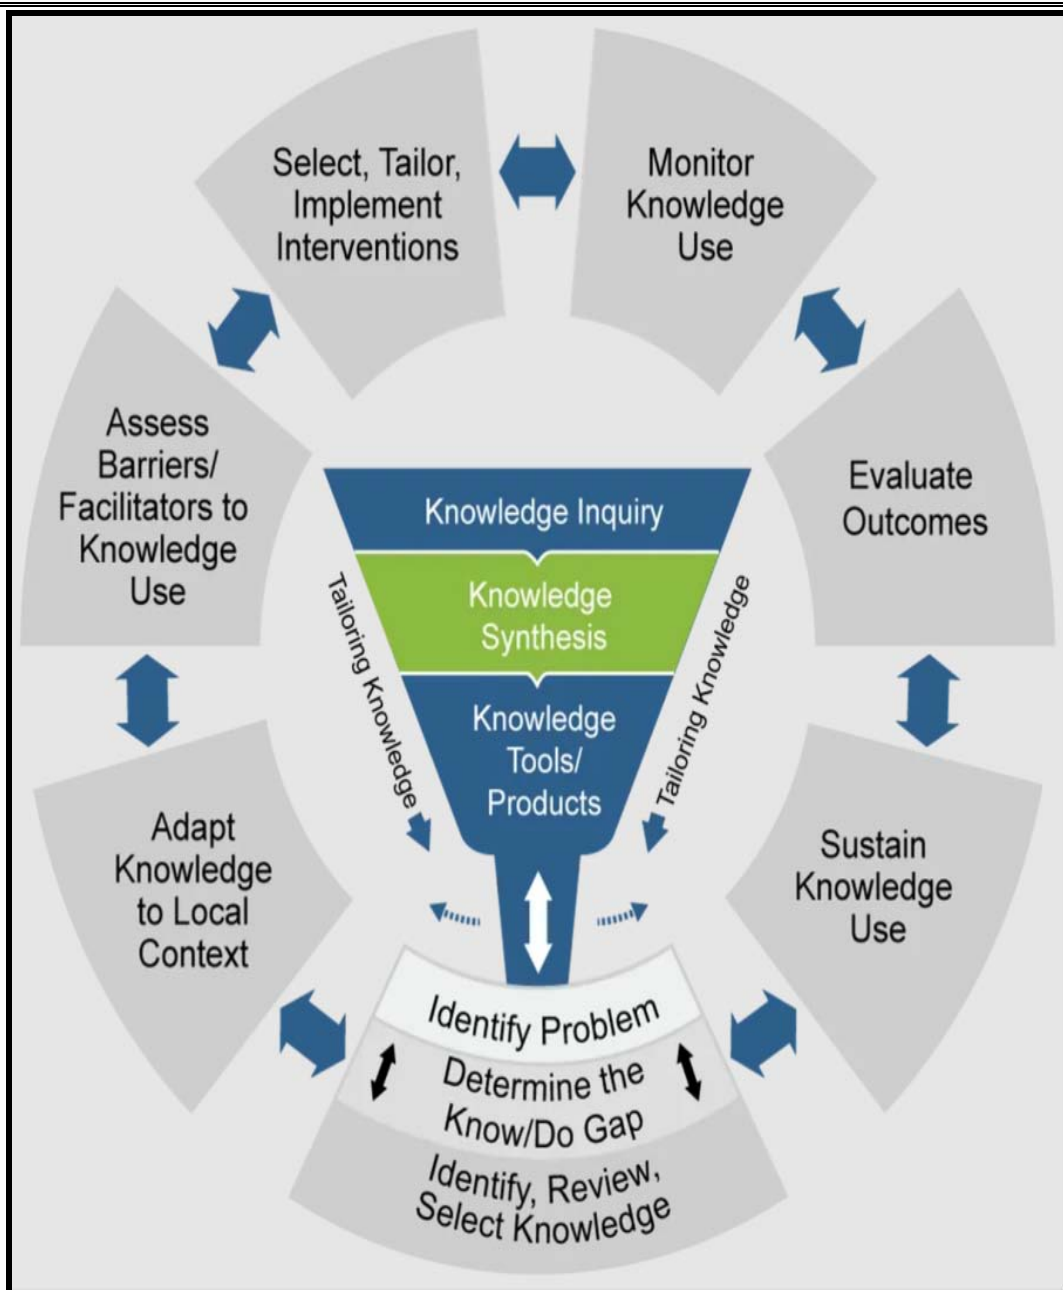 Select, Tailor,
Implement
Interventions
Monitor
Knowledge
Use
Assess
Barriers/
Facilitators to
Knowledge
Use
Evaluate
Outcomes
Knowledge Inquiry
Knowledge
Synthesis
Knowledge
Tools/
Products
Tailoring Knowledge
Tailoring Knowledge
Adapt
Knowledge
to Local
Context
Sustain
Knowledge
Use
Identify Problem
Determine the
Know/Do Gap
Identify, Review,
Select Knowledge